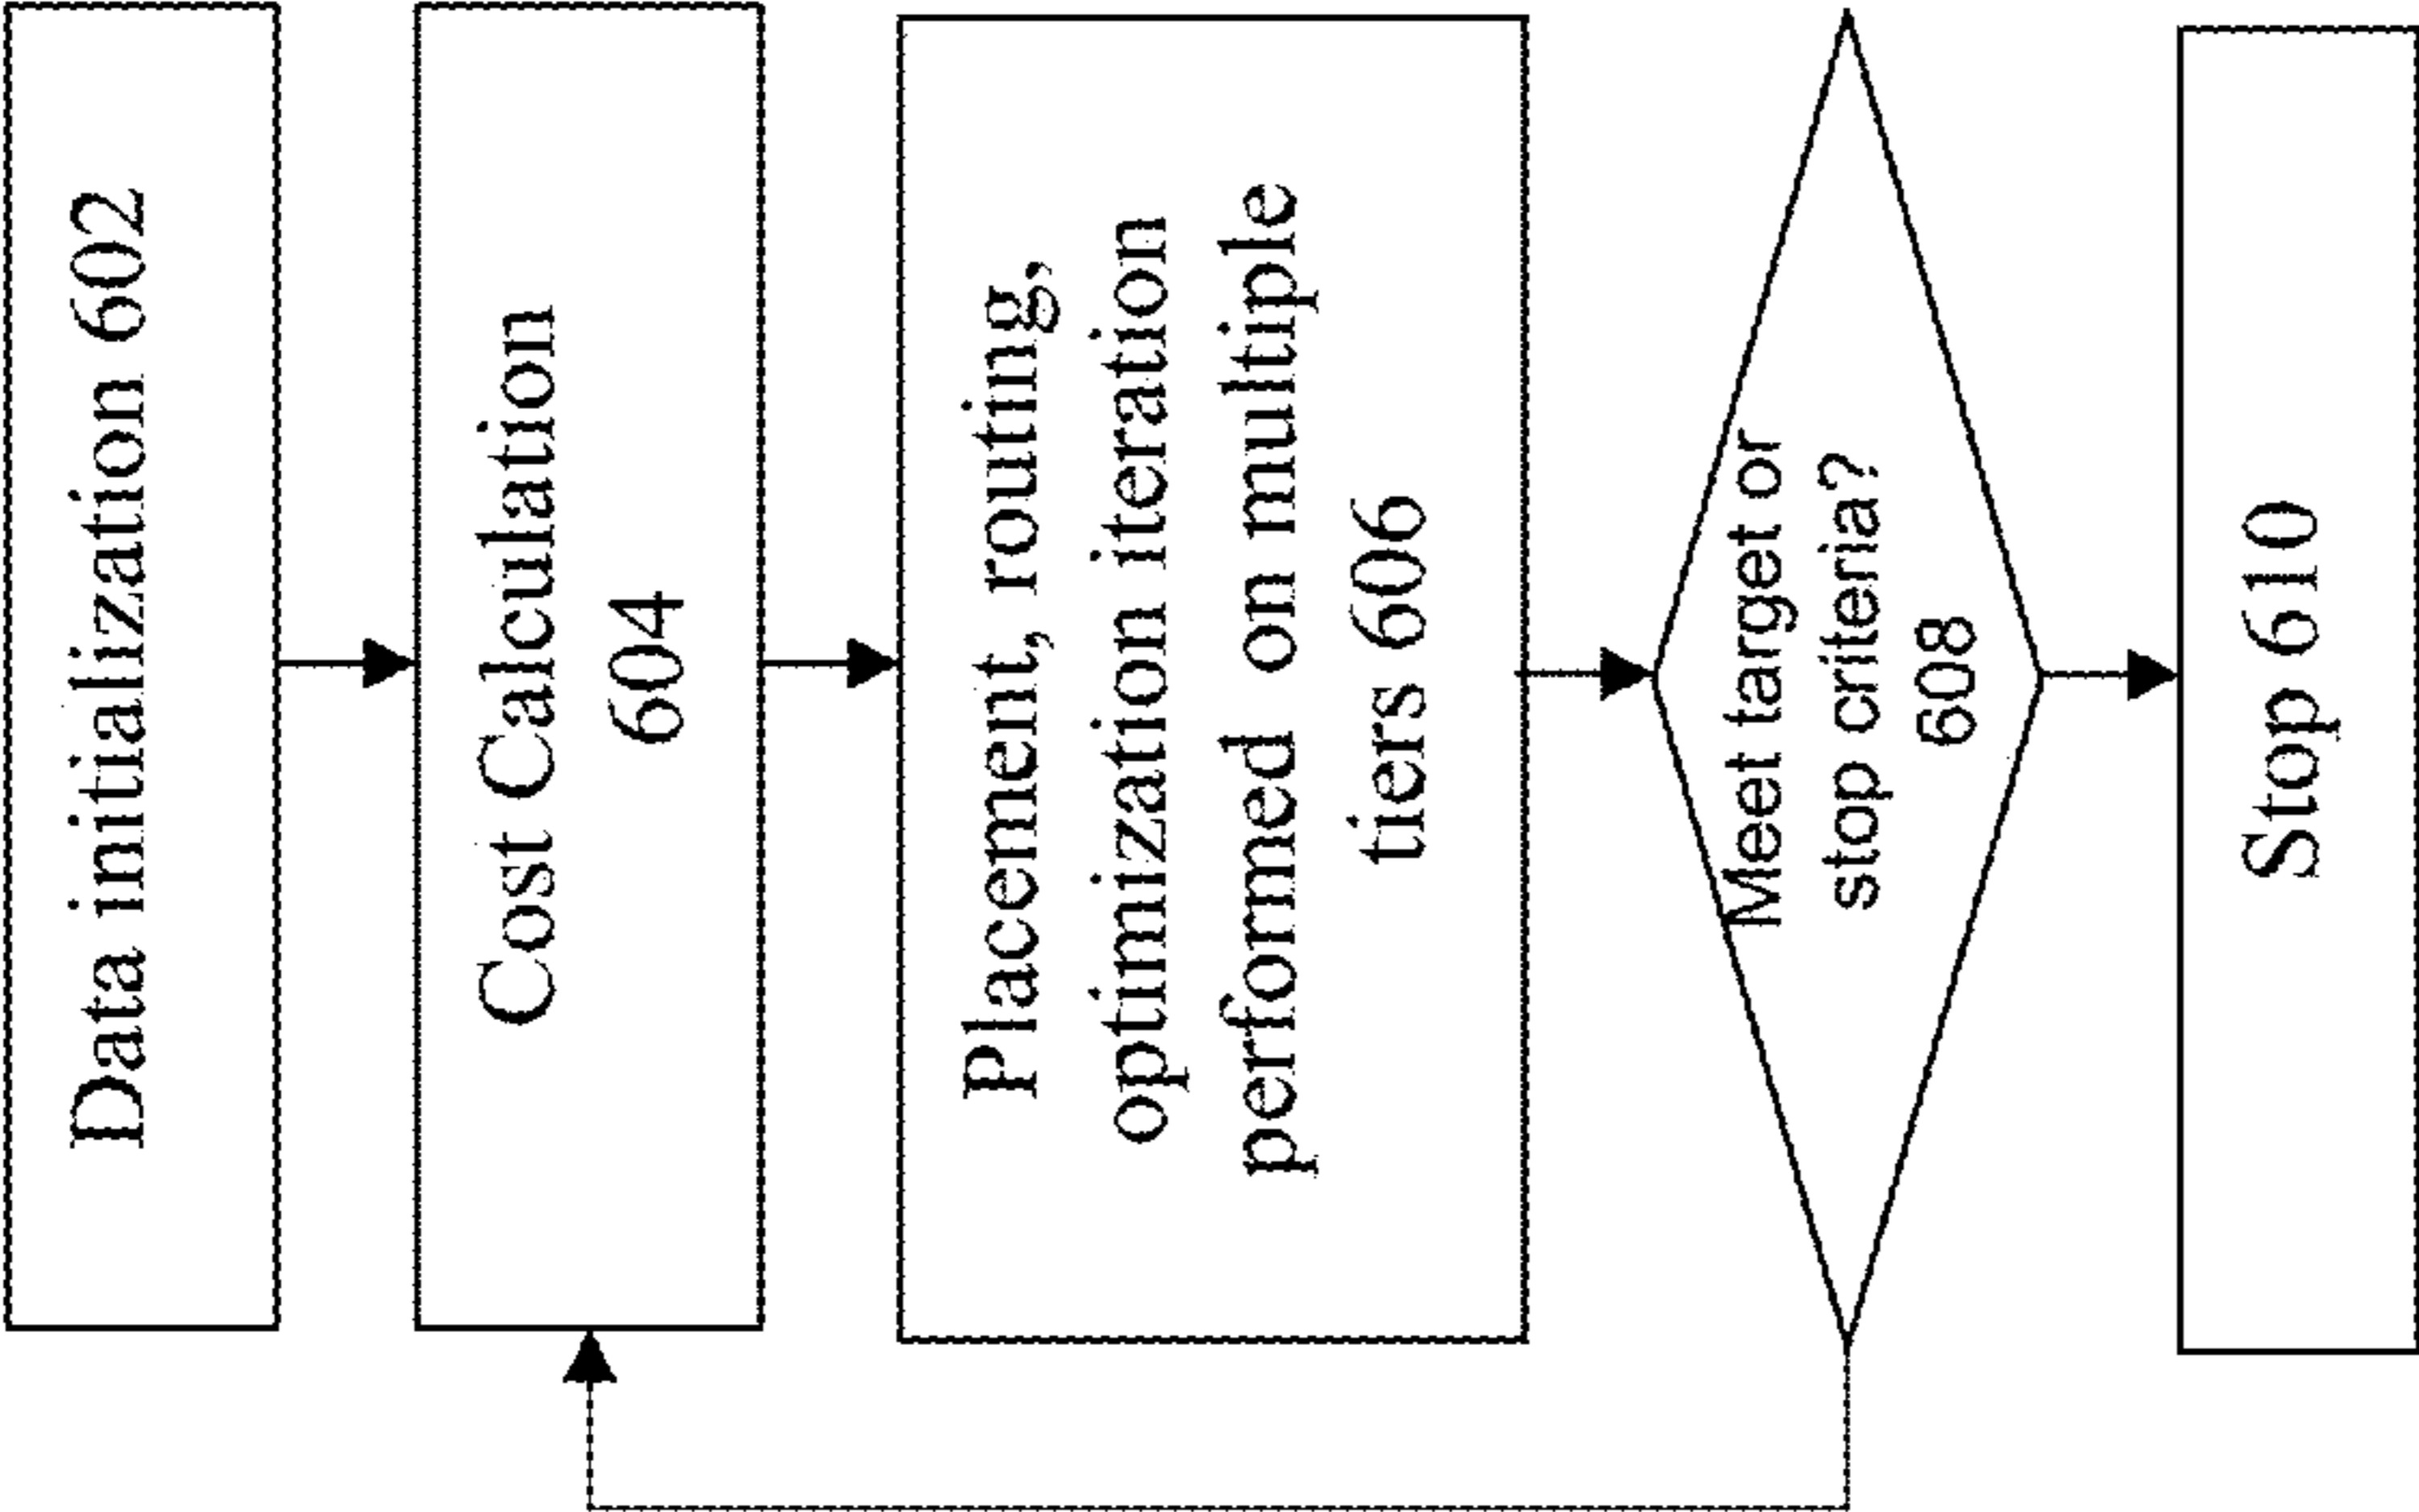 Data initialization 602
Cost Calculation
604
Placement, routing,
optimization iteration
performed on multiple
tiers 606
Meet target or
stop criteria?
608
Stop 610